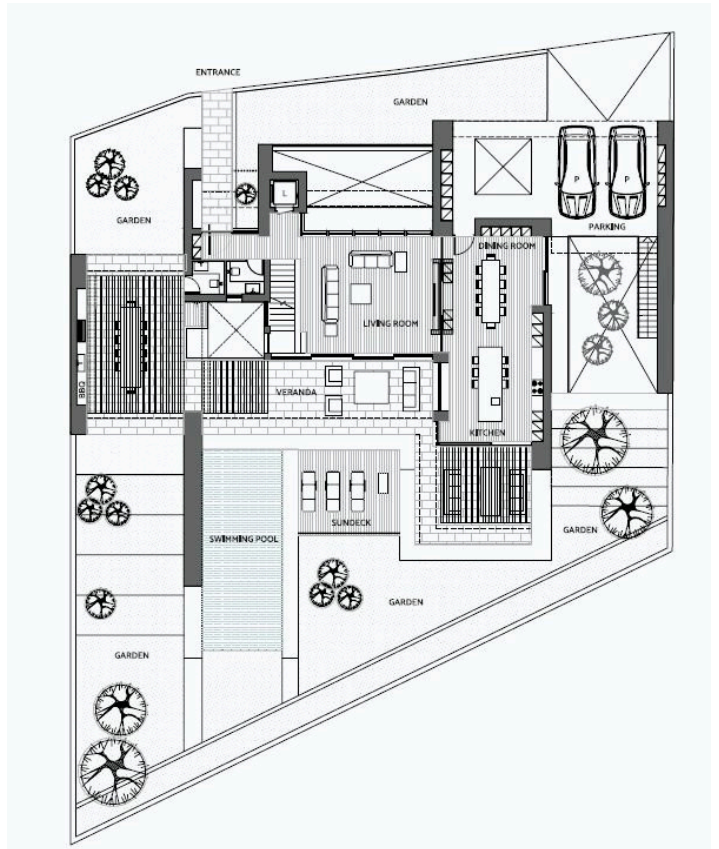 ENTRANCE
GARDEN
L
P
P
GARDEN
PARKING
DINING ROOM
LIVING ROOM
BBQ
VERANDA
KITCHEN
SUNDECK
GARDEN
SWIMMING POOL
GARDEN
GARDEN